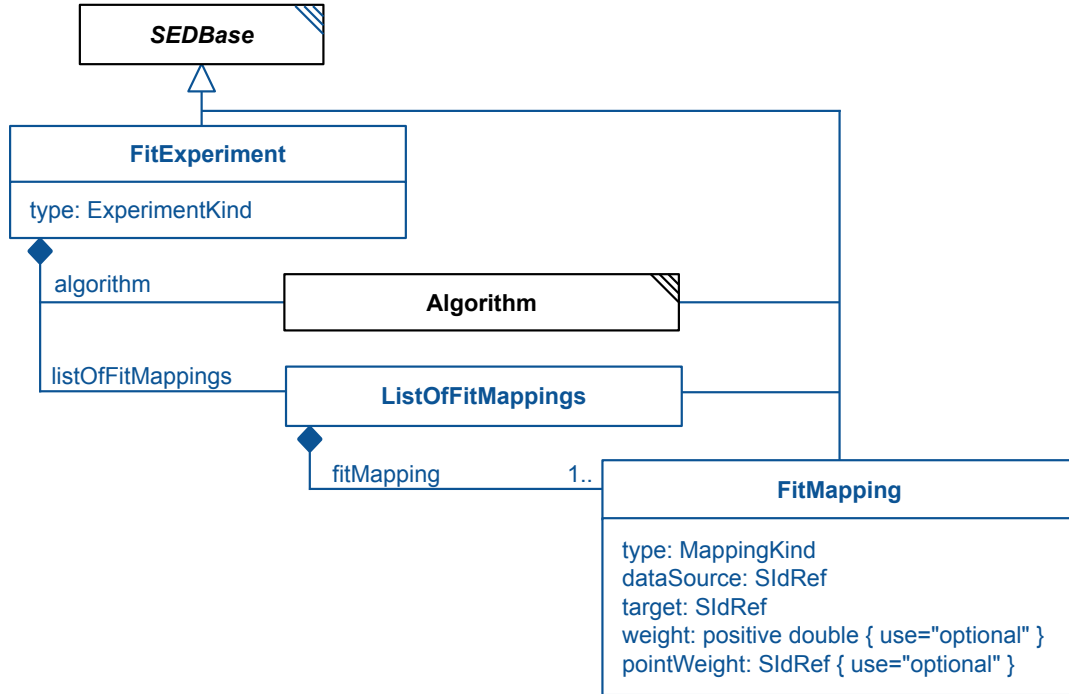 SEDBase
FitExperiment
type: ExperimentKind
algorithm
Algorithm
listOfFitMappings
ListOfFitMappings
fitMapping 1..
FitMapping
type: MappingKind
dataSource: SIdRef
target: SIdRef
weight: positive double { use="optional" }
pointWeight: SIdRef { use="optional" }